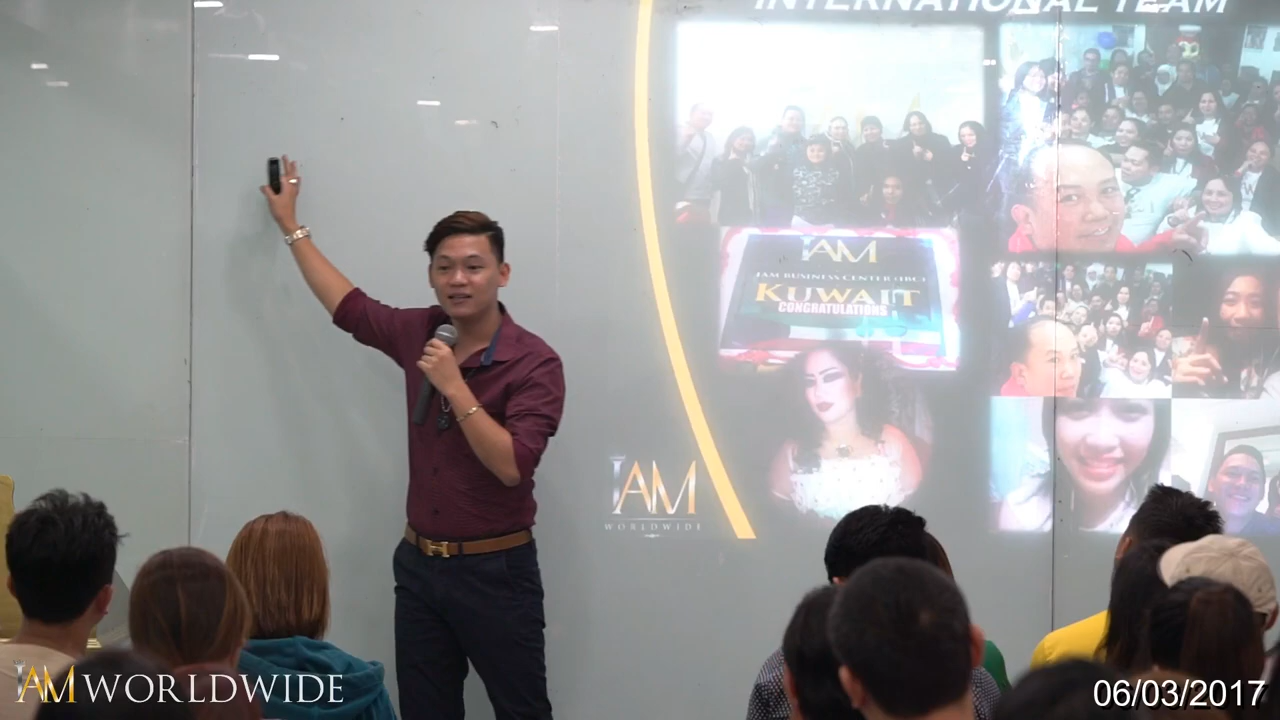 INTERNATIONAL TEAM
IAM
IAM BUSINESS CENTER (IBC)
KUWAIT
CONGRATULATIONS
IAM
WORLDWIDE
IAM WORLDWIDE
06/03/2017